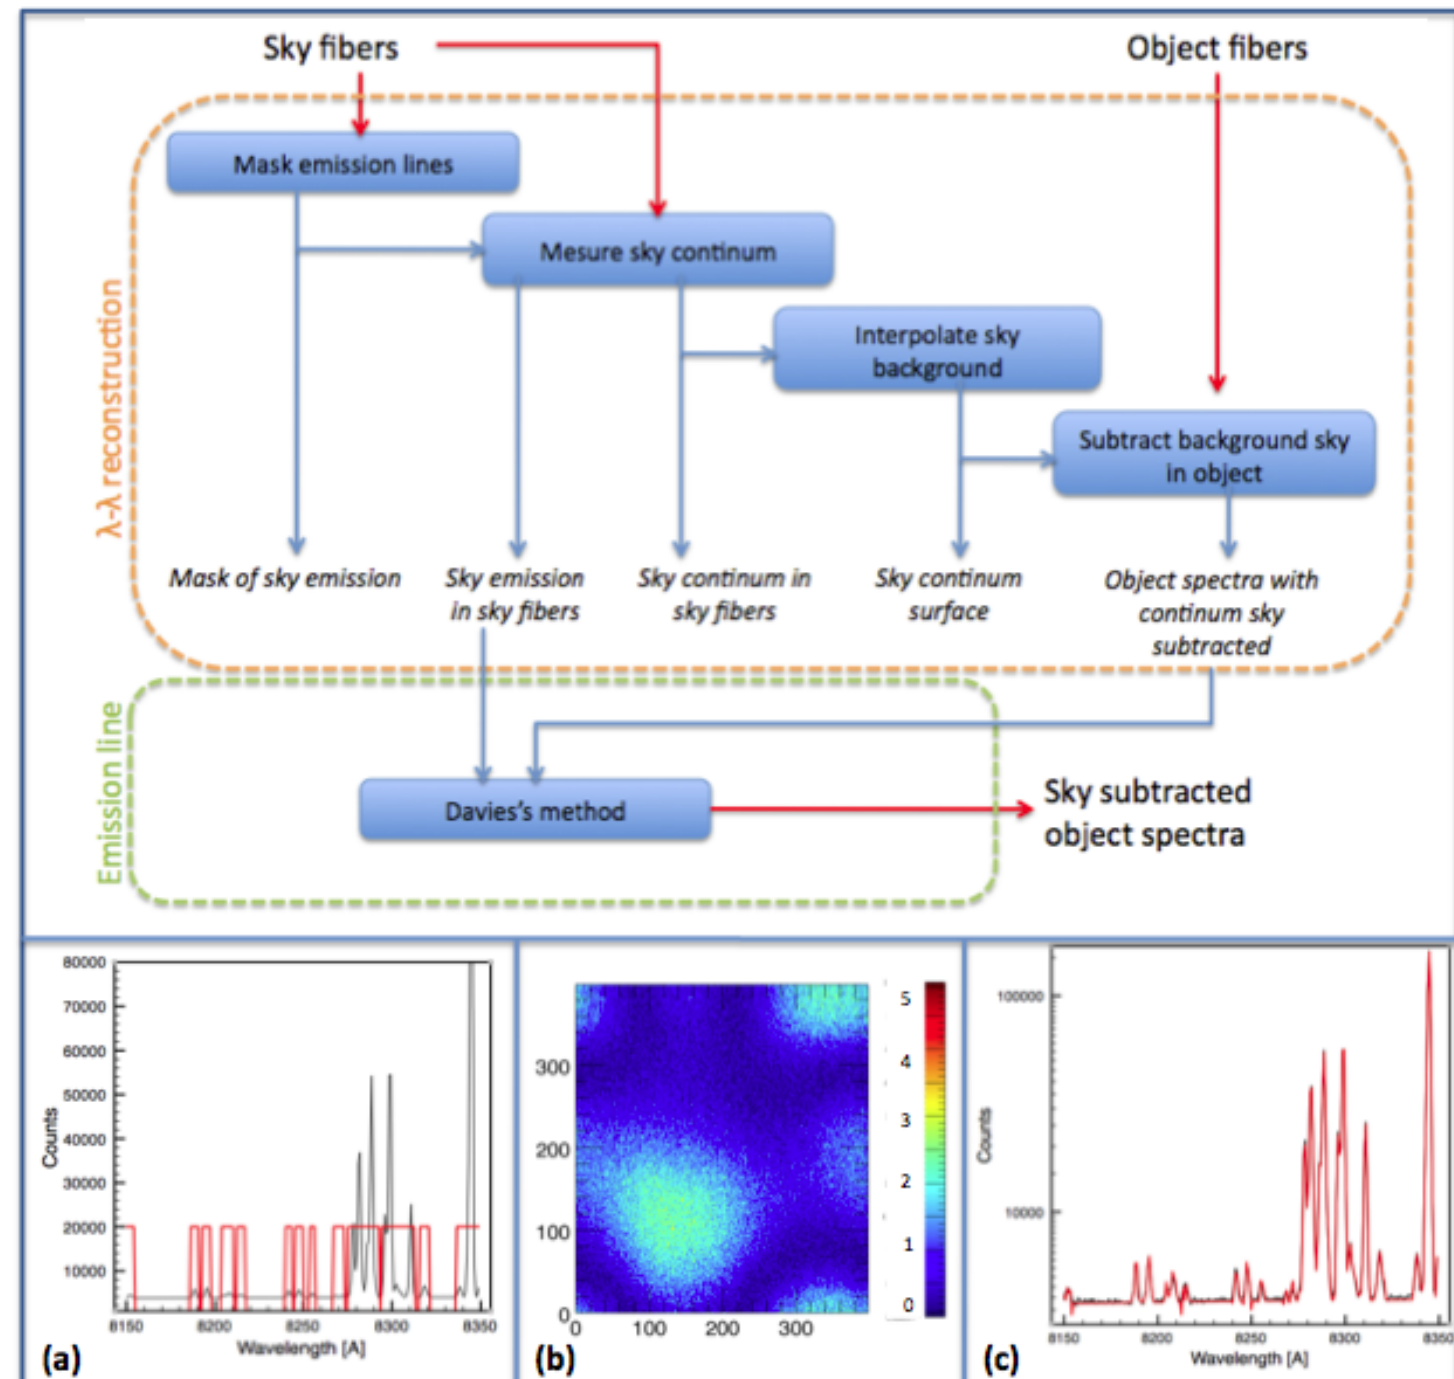 Sky fibers
Object fibers
Mask emission lines
Mesure sky continum
Interpolate sky
background
Subtract background sky
in object
λ-λ reconstruction
Mask of sky emission
Sky emission
in sky fibers
Sky continum in
sky fibers
Sky continum
surface
Object spectra with
continum sky
subtracted
Emission line
Davies's method
Sky subtracted
object spectra
80000
70000
60000
50000
40000
30000
20000
10000
Counts
8150
8200
8250
8300
8350
Wavelength [A]
(a)
300
200
100
0
0
100
200
300
5
4
3
2
1
0
(b)
100000
10000
Counts
8150
8200
8250
8300
8350
Wavelength [A]
(c)